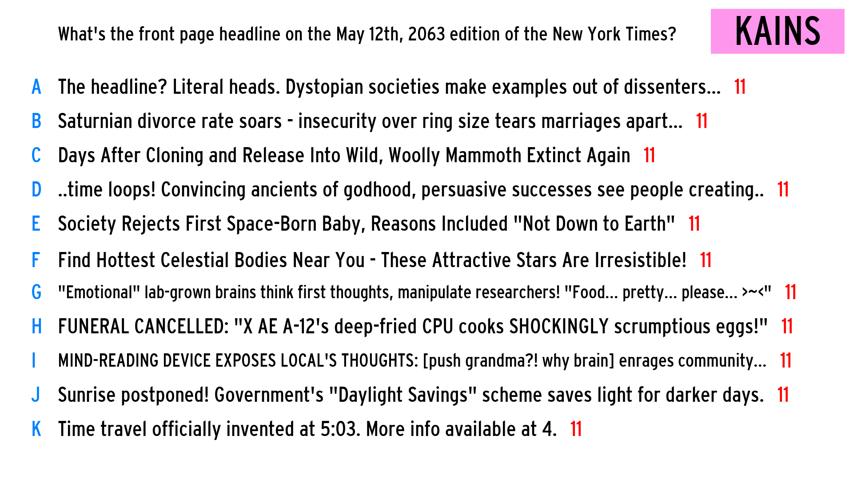 What's the front page headline on the May 12th, 2063 edition of the New York Times?
KAINS
A The headline? Literal heads. Dystopian societies make examples out of dissenters... 11
B Saturnian divorce rate soars - insecurity over ring size tears marriages apart... 11
C Days After Cloning and Release Into Wild, Woolly Mammoth Extinct Again 11
D ..time loops! Convincing ancients of godhood, persuasive successes see people creating.. 11
E Society Rejects First Space-Born Baby, Reasons Included "Not Down to Earth" 11
F Find Hottest Celestial Bodies Near You - These Attractive Stars Are Irresistible! 11
G "Emotional" lab-grown brains think first thoughts, manipulate researchers! "Food... pretty... please... >~<" 11
H FUNERAL CANCELLED: "X AE A-12's deep-fried CPU cooks SHOCKINGLY scrumptious eggs!" 11
I MIND-READING DEVICE EXPOSES LOCAL'S THOUGHTS: [push grandma?! why brain] enrages community... 11
J Sunrise postponed! Government's "Daylight Savings" scheme saves light for darker days. 11
K Time travel officially invented at 5:03. More info available at 4. 11